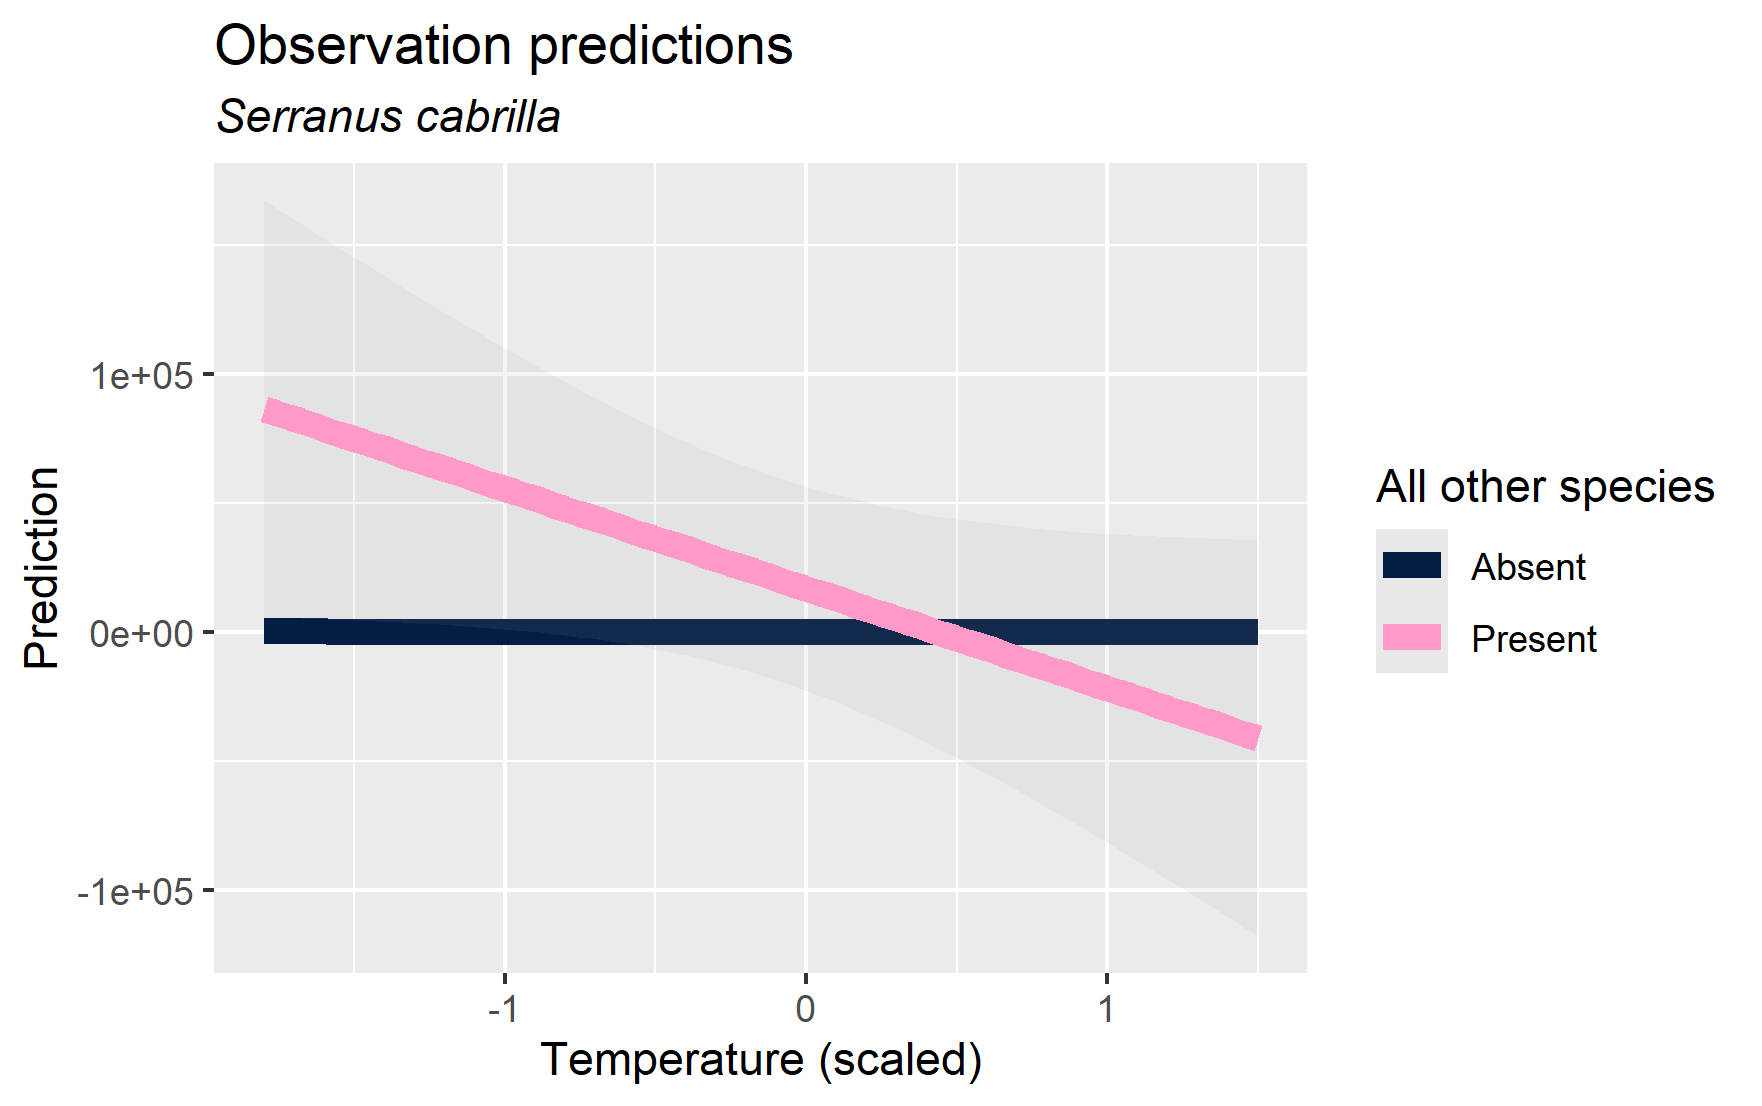 Observation predictions
Serranus cabrilla
Prediction
1e+05
0e+00
-1e+05
-1
0
1
Temperature (scaled)
All other species
Absent
Present